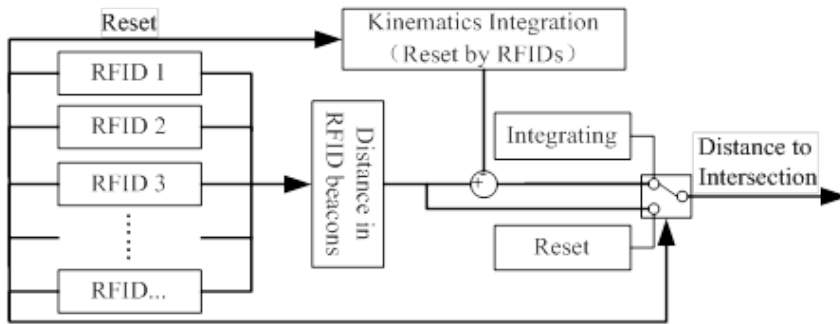 Reset
Kinematics Integration
（Reset by RFIDs）
RFID 1
RFID 2
RFID 3
RFID...
Distance in
RFID beacons
+
-
Integrating
Reset
Distance to
Intersection